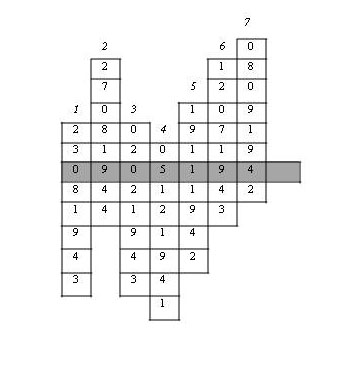 7
2 6 0
2 1 8
7 5 2 0
1 0 3 1 0 9
2 8 0 4 9 7 1
3 1 2 0 1 1 9
0 9 0 5 1 9 4
8 4 2 1 1 4 2
1 4 1 2 9 3
9 9 1 4
4 4 9 2
3 3 4
1